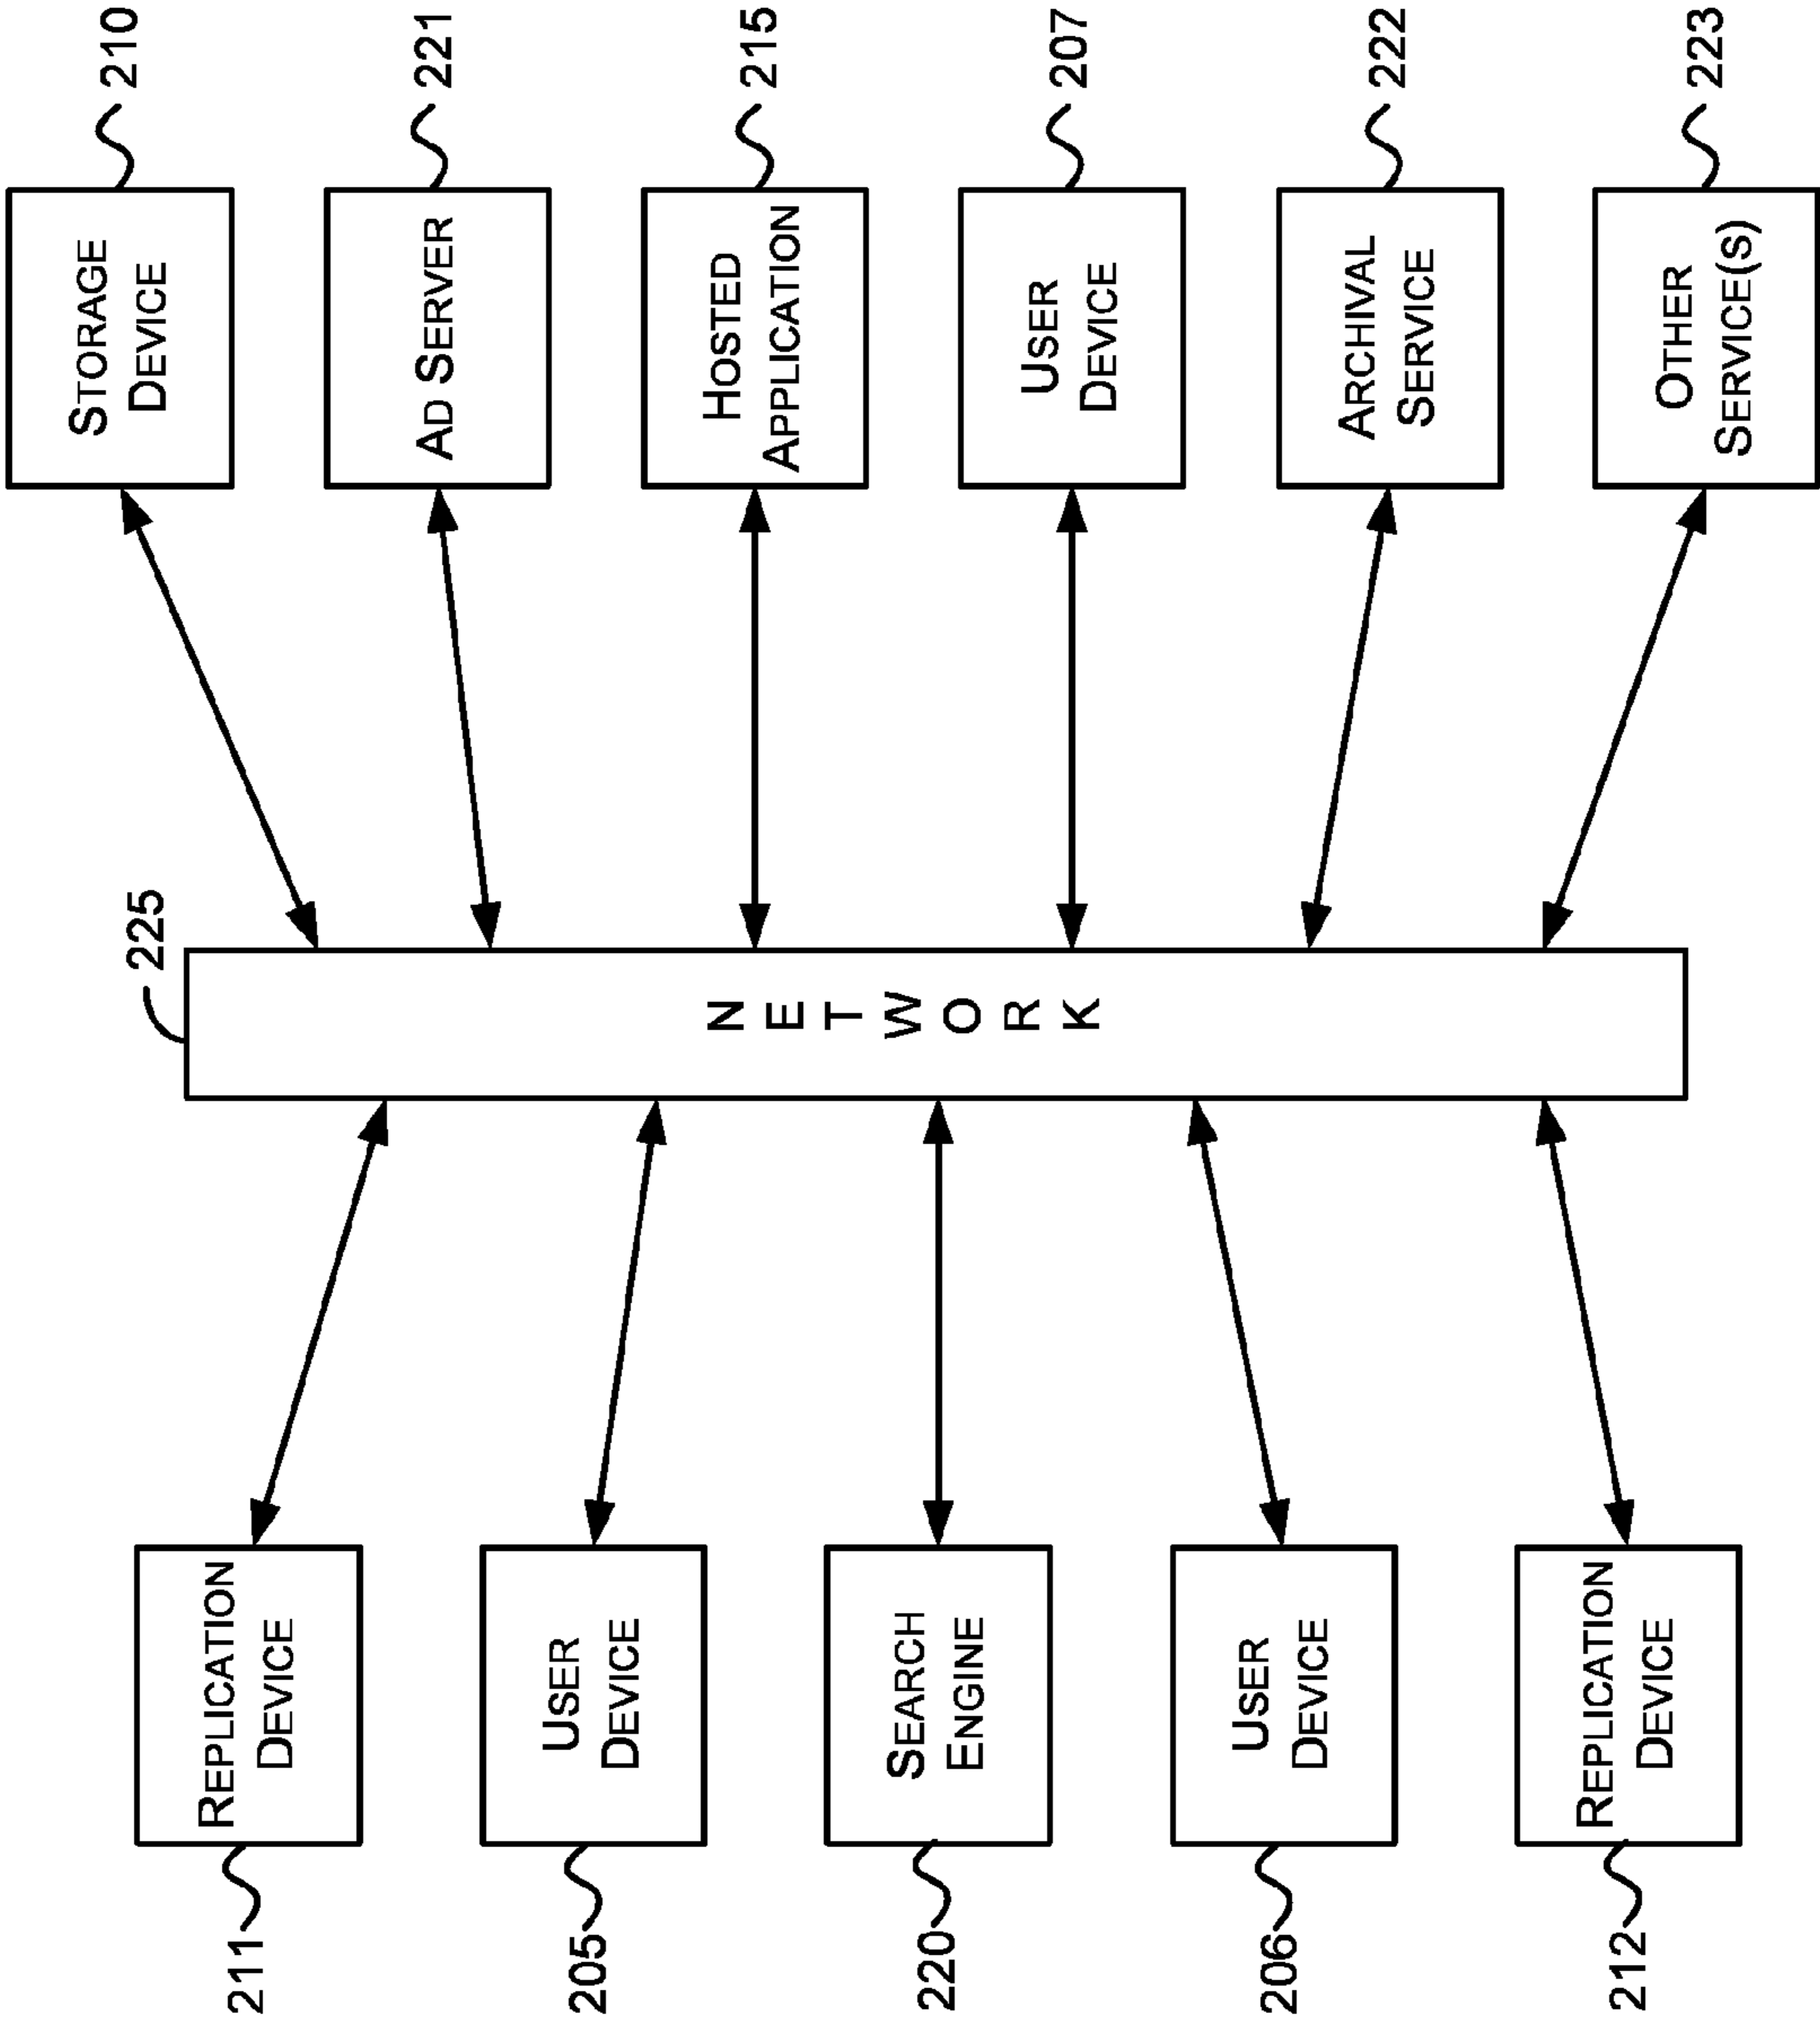 211
REPLICATION
DEVICE
205
USER
DEVICE
220
SEARCH
ENGINE
206
USER
DEVICE
212
REPLICATION
DEVICE
225
NETWORK
210
STORAGE
DEVICE
221
AD SERVER
215
HOSTED
APPLICATION
207
USER
DEVICE
222
ARCHIVAL
SERVICE
223
OTHER
SERVICE(S)